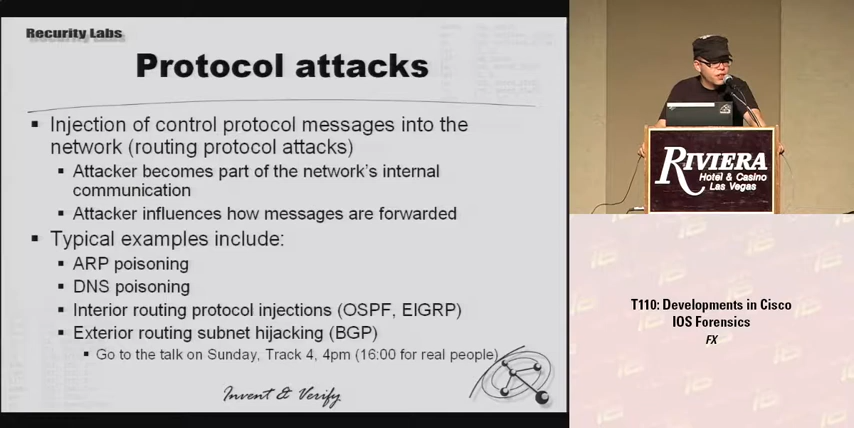 Recurity Labs
Protocol attacks
Injection of control protocol messages into the
network (routing protocol attacks)
Attacker becomes part of the network's internal
communication
Attacker influences how messages are forwarded
Typical examples include:
ARP poisoning
DNS poisoning
Interior routing protocol injections (OSPF, EIGRP)
Exterior routing subnet hijacking (BGP)
Go to the talk on Sunday, Track 4, 4pm (16:00 for real people)
Invent & Verify
RIVIERA
Hotel & Casino
Las Vegas
T110: Developments in Cisco
IOS Forensics
FX